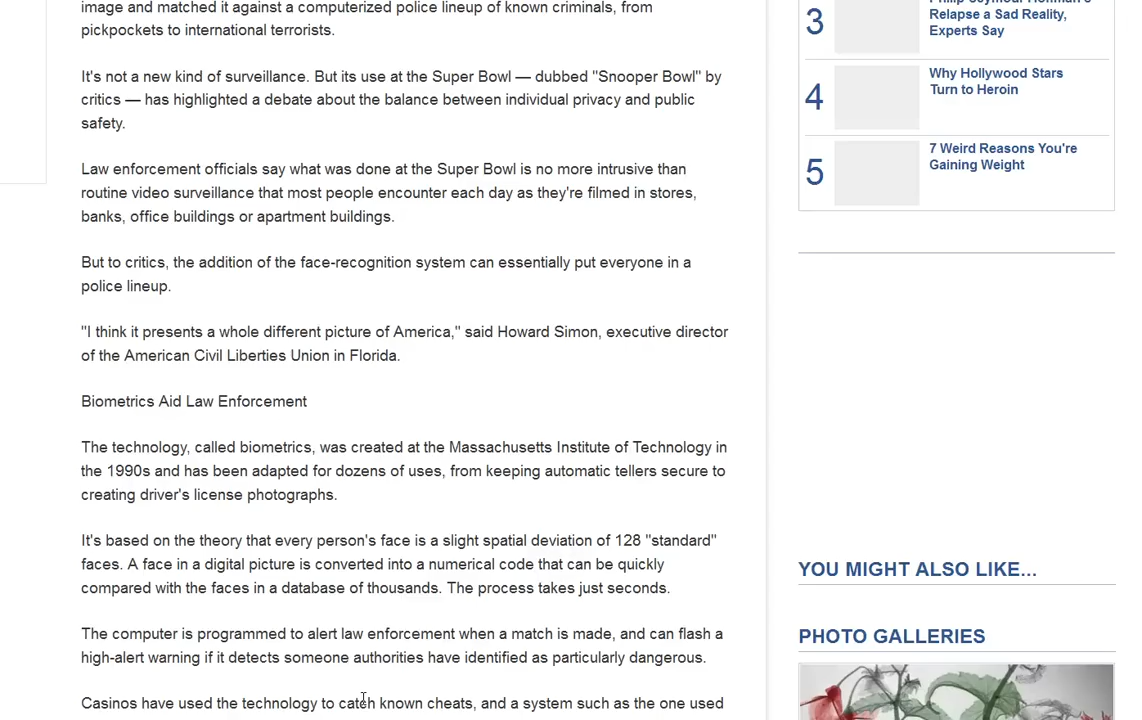 image and matched it against a computerized police lineup of known criminals, from
pickpockets to international terrorists.
It's not a new kind of surveillance. But its use at the Super Bowl — dubbed "Snooper Bowl" by
critics — has highlighted a debate about the balance between individual privacy and public
safety.
Law enforcement officials say what was done at the Super Bowl is no more intrusive than
routine video surveillance that most people encounter each day as they're filmed in stores,
banks, office buildings or apartment buildings.
But to critics, the addition of the face-recognition system can essentially put everyone in a
police lineup.
"I think it presents a whole different picture of America," said Howard Simon, executive director
of the American Civil Liberties Union in Florida.
Biometrics Aid Law Enforcement
The technology, called biometrics, was created at the Massachusetts Institute of Technology in
the 1990s and has been adapted for dozens of uses, from keeping automatic tellers secure to
creating driver's license photographs.
It's based on the theory that every person's face is a slight spatial deviation of 128 "standard"
faces. A face in a digital picture is converted into a numerical code that can be quickly
compared with the faces in a database of thousands. The process takes just seconds.
The computer is programmed to alert law enforcement when a match is made, and can flash a
high-alert warning if it detects someone authorities have identified as particularly dangerous.
Casinos have used the technology to catch known cheats, and a system such as the one used
3
Philip Seymour Hoffman's
Relapse a Sad Reality,
Experts Say
4
Why Hollywood Stars
Turn to Heroin
5
7 Weird Reasons You're
Gaining Weight
YOU MIGHT ALSO LIKE...
PHOTO GALLERIES